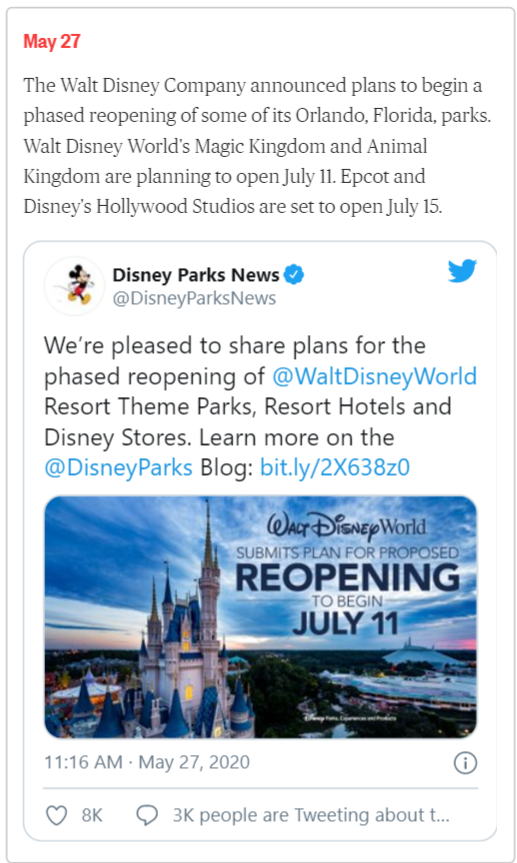 May 27
The Walt Disney Company announced plans to begin a
phased reopening of some of its Orlando, Florida, parks.
Walt Disney World's Magic Kingdom and Animal
Kingdom are planning to open July 11. Epcot and
Disney's Hollywood Studios are set to open July 15.
Disney Parks News
@DisneyParksNews
We're pleased to share plans for the
phased reopening of @WaltDisneyWorld
Resort Theme Parks, Resort Hotels and
Disney Stores. Learn more on the
@DisneyParks Blog: bit.ly/2X638z0
WALT DISNEY World
SUBMITS PLAN FOR PROPOSED
REOPENING
TO BEGIN
JULY 11
Disney Parks, Experiences and Products
11:16 AM · May 27, 2020
8K
3K people are Tweeting about t...